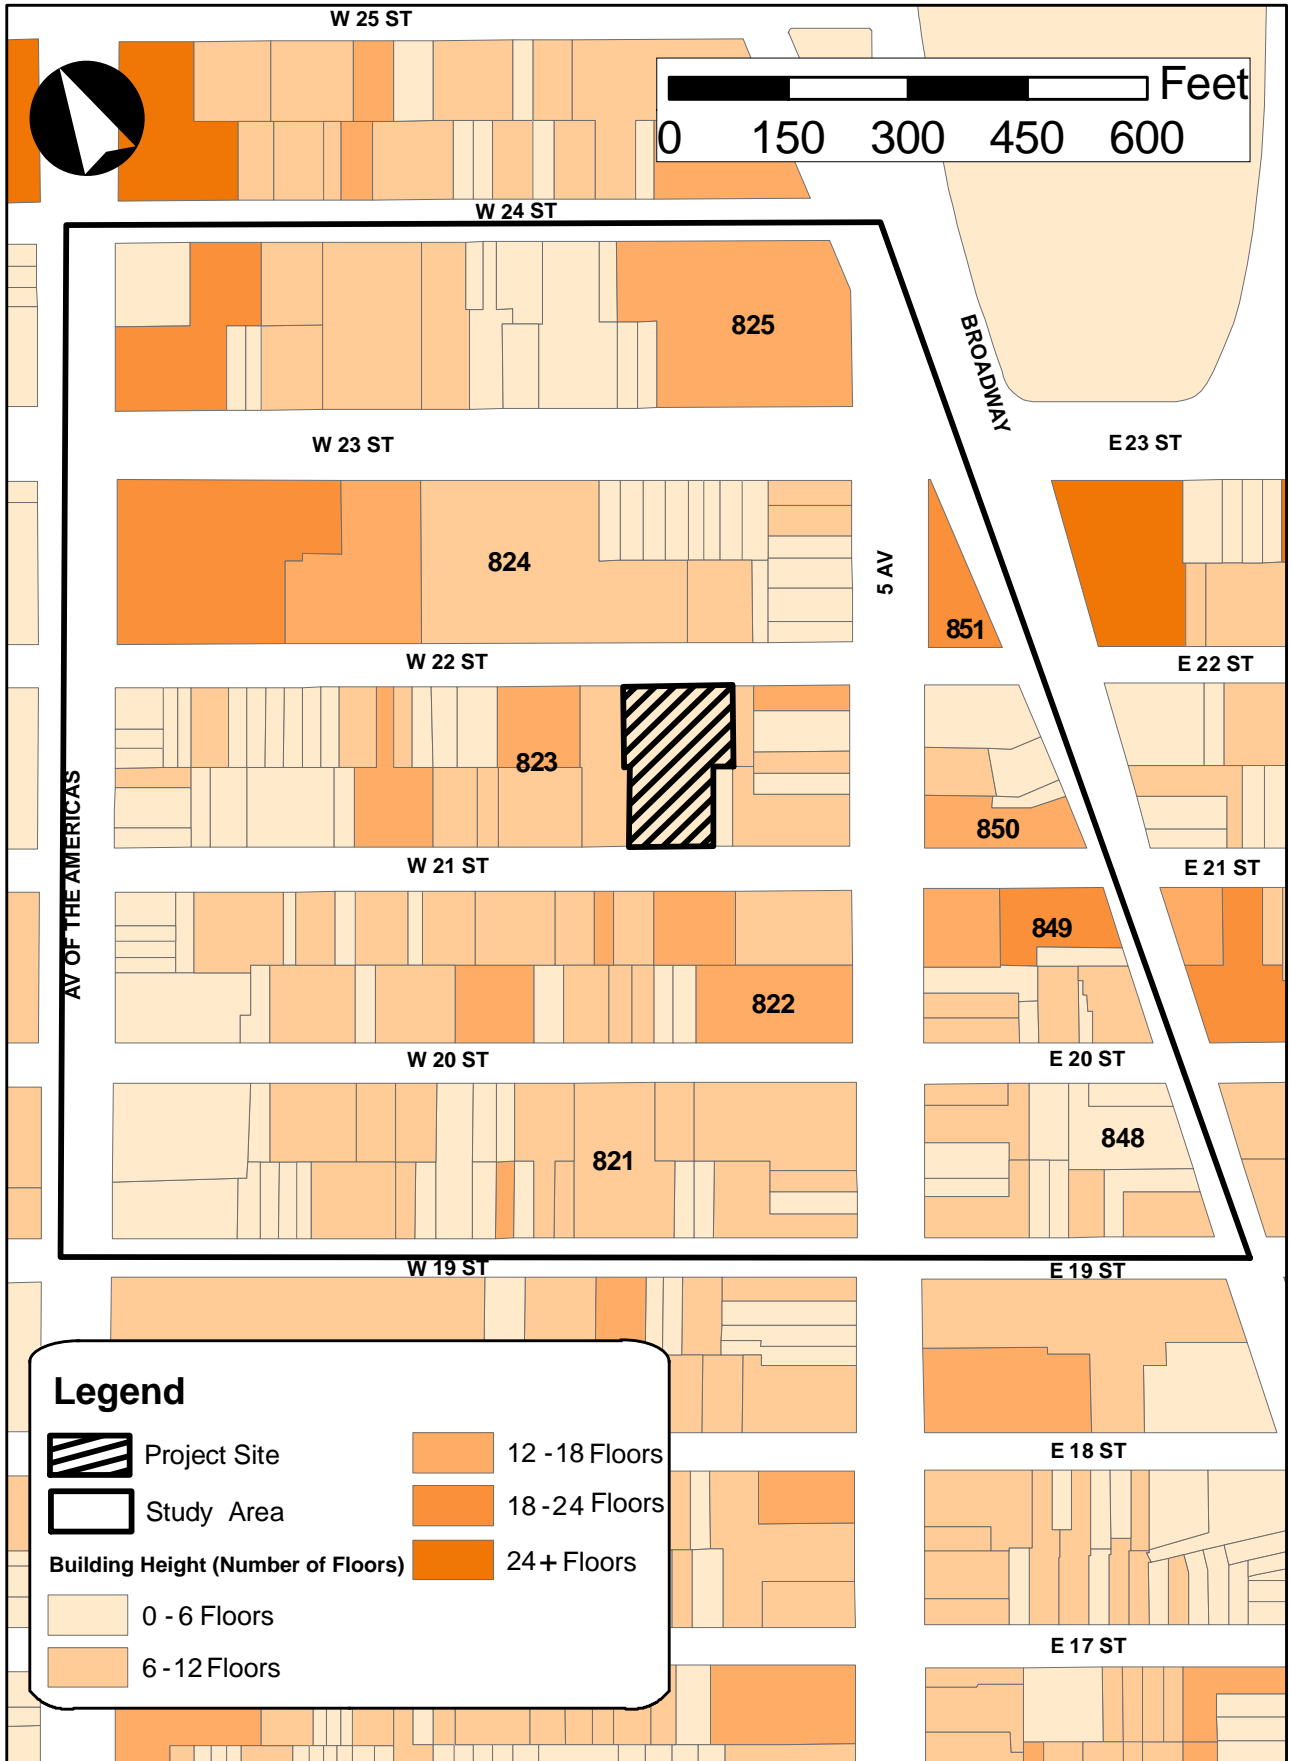 W 25 ST
Feet
0 150 300 450 600
W 24 ST
825
BROADWAY
W 23 ST
E 23 ST
824
5 AV
851
W 22 ST
E 22 ST
823
AV OF THE AMERICAS
850
W 21 ST
E 21 ST
849
822
W 20 ST
E 20 ST
848
821
W 19 ST
E 19 ST
Legend
Project Site
Study Area
Building Height (Number of Floors)
0 - 6 Floors
6 - 12 Floors
12 - 18 Floors
18 - 24 Floors
24 + Floors
E 18 ST
E 17 ST